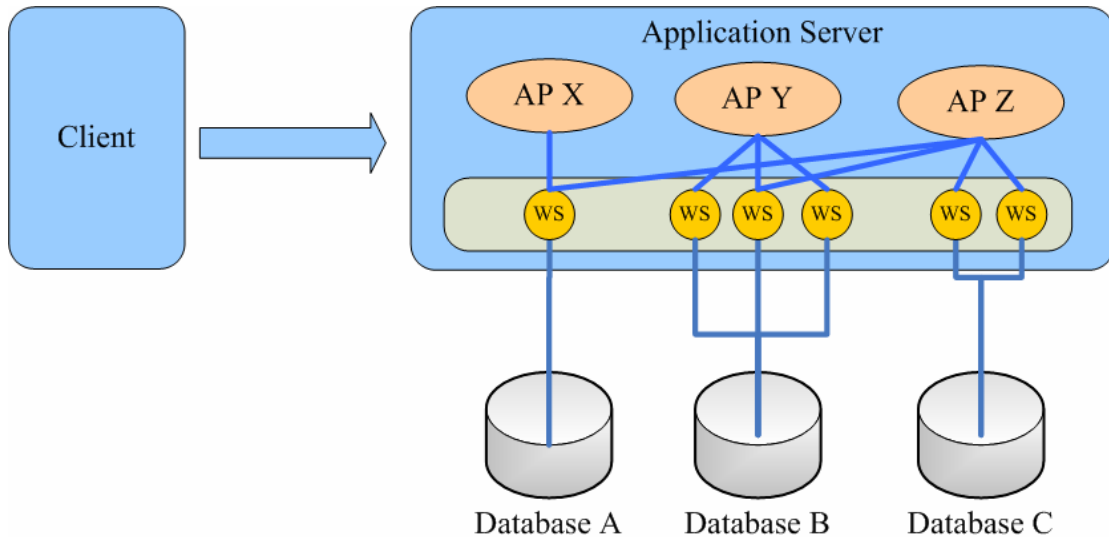 Application Server
Client
AP X
AP Y
AP Z
WS
WS
WS
WS
WS
WS
Database A
Database B
Database C